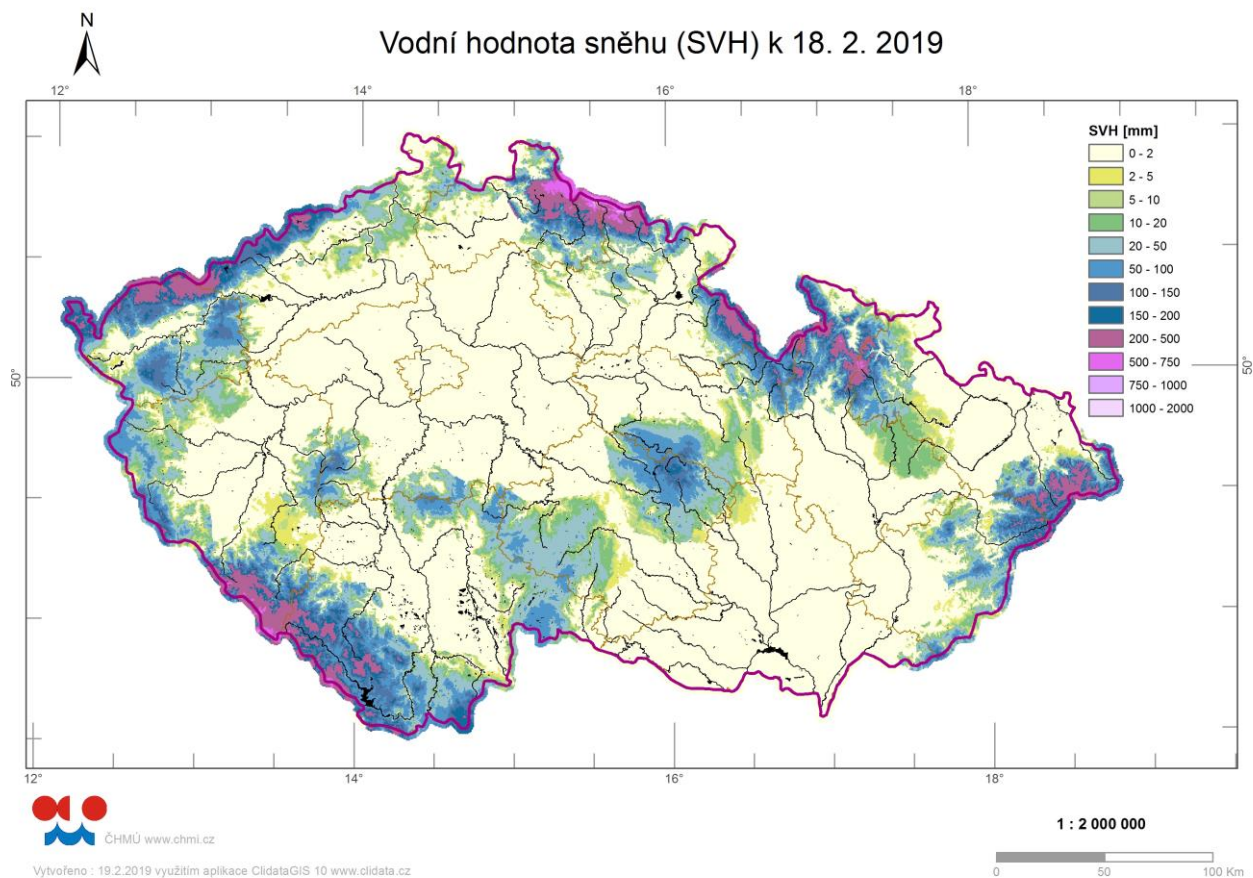 N
Vodní hodnota sněhu (SVH) k 18. 2. 2019
12°
14°
16°
18°
SVH [mm]
0 - 2
2 - 5
5 - 10
10 - 20
20 - 50
50 - 100
100 - 150
150 - 200
200 - 500
500 - 750
750 - 1000
1000 - 2000
50°
50°
12°
14°
16°
18°
ČHMÚ www.chmi.cz
1 : 2 000 000
Vytvořeno : 19.2.2019 využitím aplikace ClidataGIS 10 www.clidata.cz
0 50 100 Km